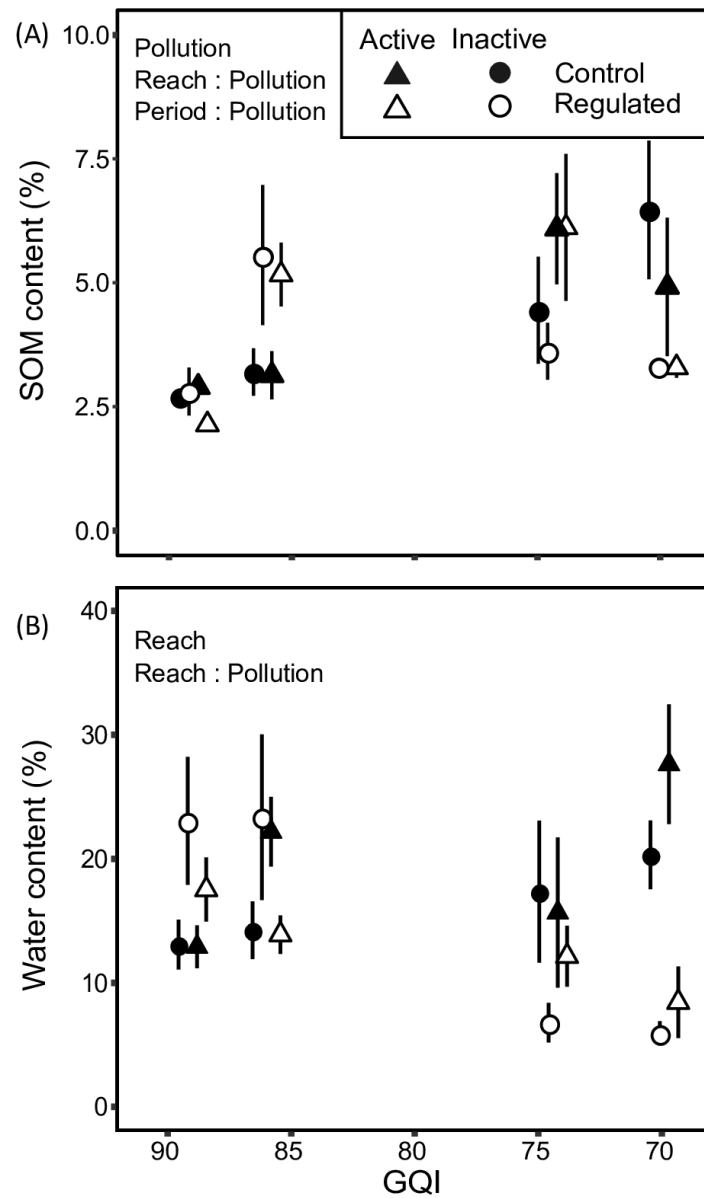 (A)
SOM content (%)
10.0
7.5
5.0
2.5
0.0
Pollution
Reach : Pollution
Period : Pollution
Active Inactive
Control
Regulated
(B)
Water content (%)
40
30
20
10
0
Reach
Reach : Pollution
90 85 80 75 70
GQI